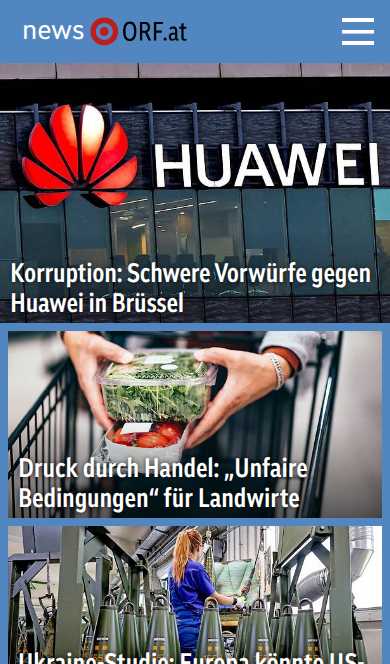 news ORF.at
HUAWEI
Korruption: Schwere Vorwürfe gegen
Huawei in Brüssel
Druck durch Handel: „Unfaire
Bedingungen“ für Landwirte
Ukraine-Studie: Europa könnte US-